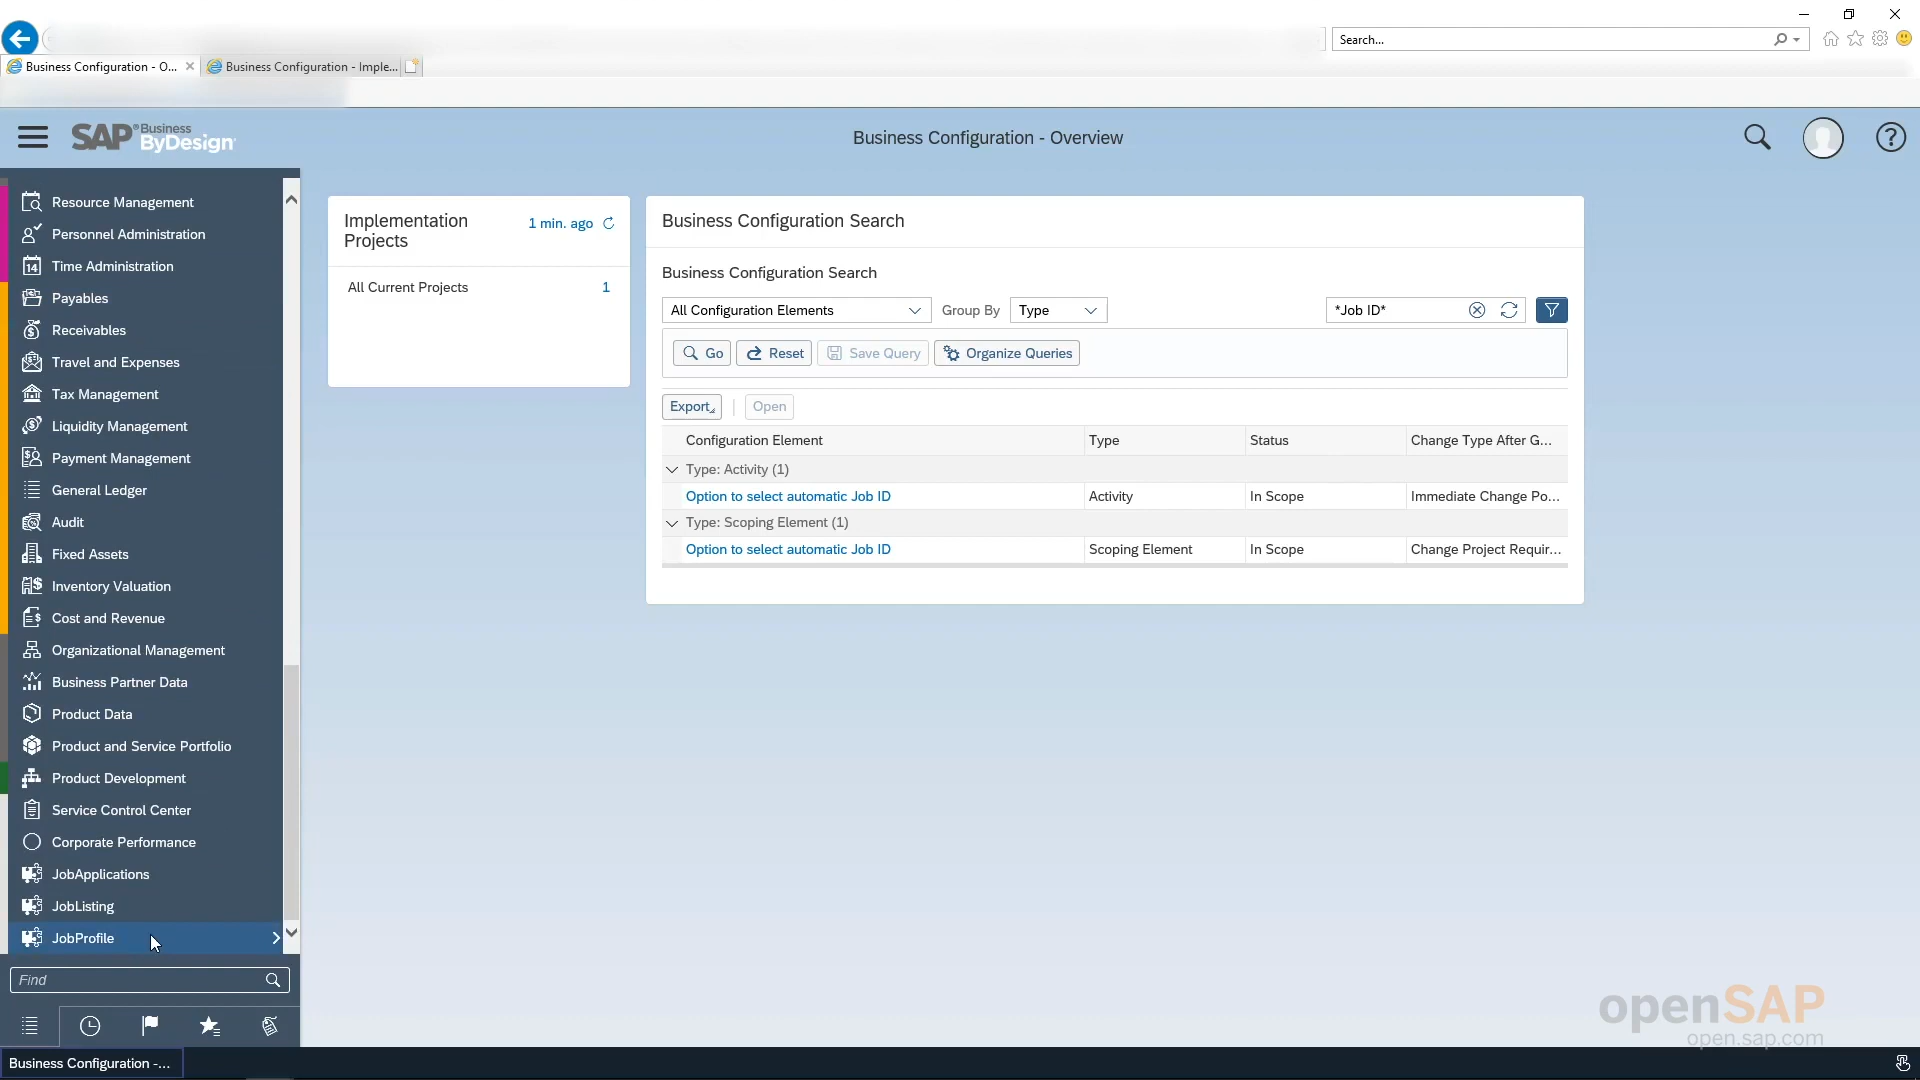 Search...
Business Configuration - O...
Business Configuration - Imple...
SAP® Business ByDesign
Business Configuration - Overview
Resource Management
Personnel Administration
14
Time Administration
Payables
Receivables
Travel and Expenses
Tax Management
Liquidity Management
Payment Management
General Ledger
Audit
Fixed Assets
Inventory Valuation
Cost and Revenue
Organizational Management
Business Partner Data
Product Data
Product and Service Portfolio
Product Development
Service Control Center
Corporate Performance
JobApplications
JobListing
JobProfile
Find
Business Configuration -...
Implementation
Projects
1 min. ago
All Current Projects 1
Business Configuration Search
Business Configuration Search
All Configuration Elements Group By Type *Job ID*
Go Reset Save Query Organize Queries
Export Open
Configuration Element Type Status Change Type After G...
Type: Activity (1)
Option to select automatic Job ID Activity In Scope Immediate Change Po...
Type: Scoping Element (1)
Option to select automatic Job ID Scoping Element In Scope Change Project Requir...
openSAP
open.sap.com